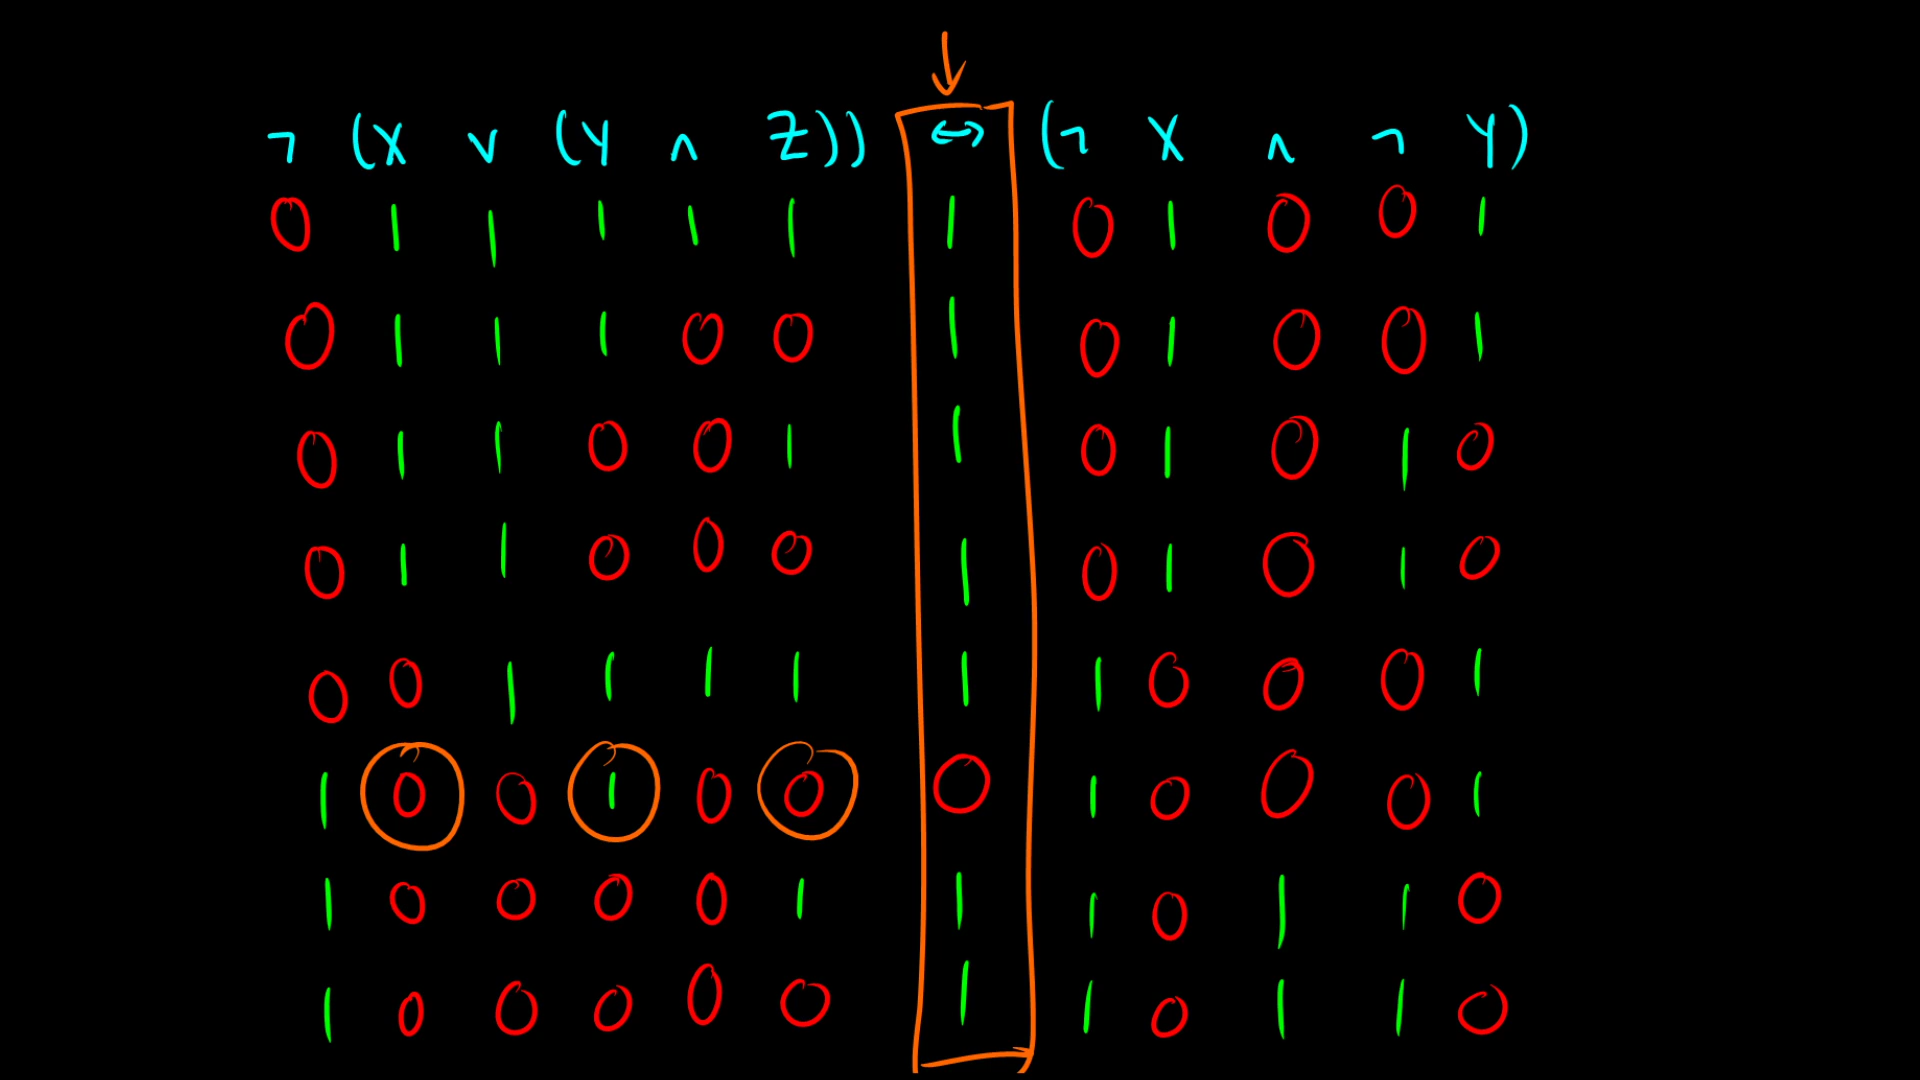 ¬ (X ∨ (Y ∧ Z)) ↔ (¬ X ∧ ¬ Y)
0 1 1 1 1 1 1 0 1 0 0 1
0 1 1 1 0 0 1 0 1 0 0 1
0 1 1 0 0 1 1 0 1 0 1 0
0 1 1 0 0 0 1 0 1 0 1 0
0 0 1 1 1 1 1 1 0 0 0 1
1 0 0 1 0 0 0 1 0 0 0 1
1 0 0 0 0 1 1 1 0 1 1 0
1 0 0 0 0 0 1 1 0 1 1 0